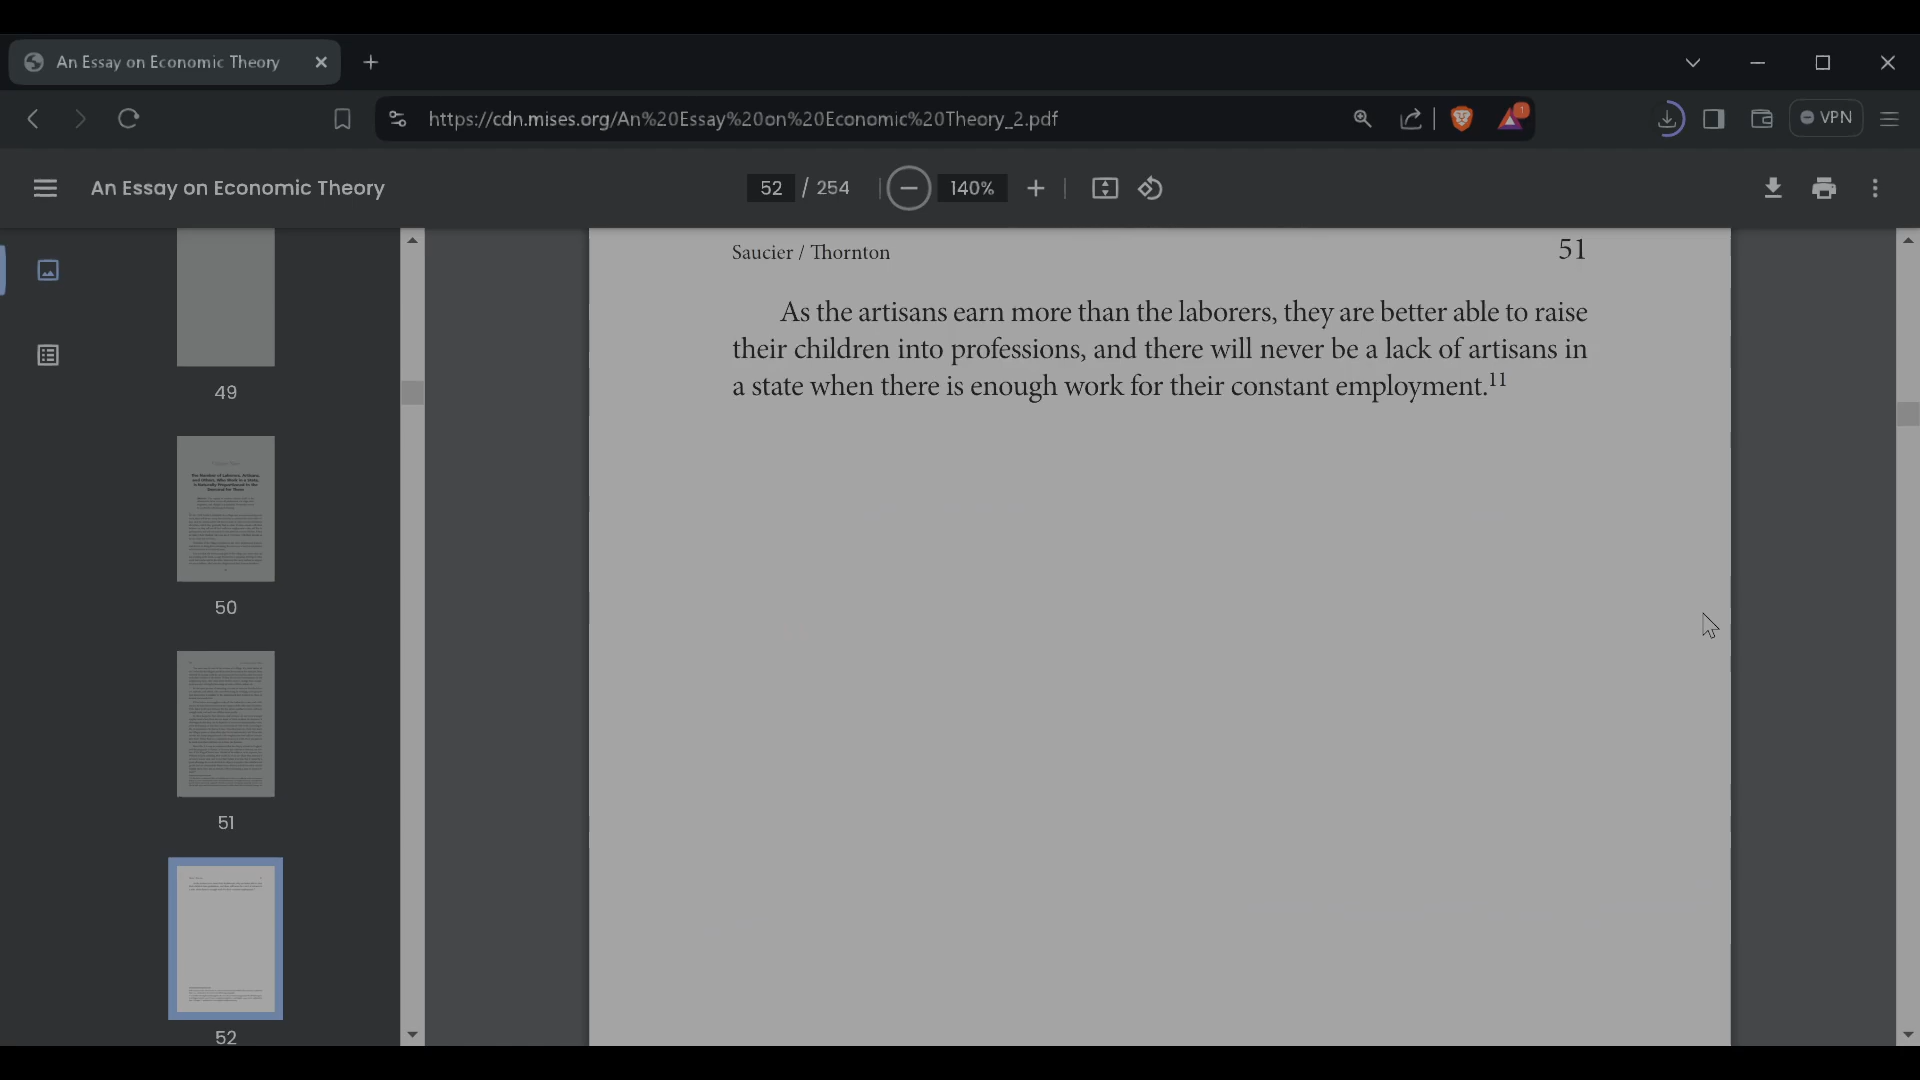 An Essay on Economic Theory
https://cdn.mises.org/An%20Essay%20on%20Economic%20Theory_2.pdf
1
VPN
An Essay on Economic Theory
52 / 254
140%
49
50
51
52
Saucier / Thornton
51
As the artisans earn more than the laborers, they are better able to raise
their children into professions, and there will never be a lack of artisans in
a state when there is enough work for their constant employment.11